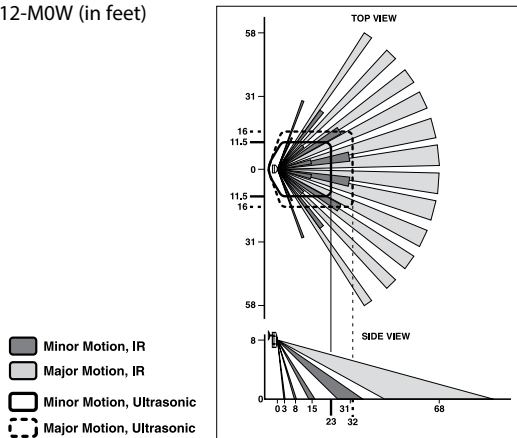 12-M0W (in feet)
TOP VIEW
58
31
16
11.5
0
11.5
16
31
58
SIDE VIEW
8
0
0 3 8 15 31 68
23 32
Minor Motion, IR
Major Motion, IR
Minor Motion, Ultrasonic
Major Motion, Ultrasonic